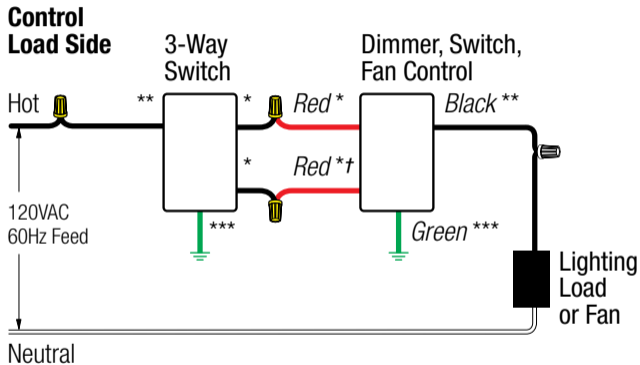 Control
Load Side
3-Way
Switch
Dimmer, Switch,
Fan Control
Hot
**
*
Red *
Black **
*
Red *†
120VAC
60Hz Feed
***
Green ***
Lighting
Load
or Fan
Neutral